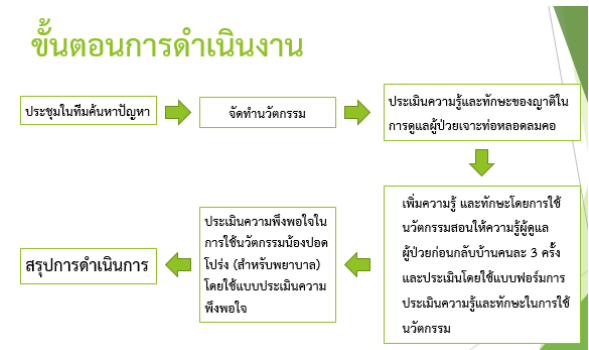 ขั้นตอนการดำเนินงาน
ประชุมในทีมค้นหาปัญหา
จัดทำนวัตกรรม
ประเมินความรู้และทักษะของญาติใน
การดูแลผู้ป่วยเจาะท่อหลอดลมคอ
เพิ่มความรู้ และทักษะโดยการใช้
นวัตกรรมสอนให้ความรู้ผู้ดูแล
ผู้ป่วยก่อนกลับบ้านคนละ 3 ครั้ง
และประเมินโดยใช้แบบฟอร์มการ
ประเมินความรู้และทักษะในการใช้
นวัตกรรม
ประเมินความพึงพอใจใน
การใช้นวัตกรรมน้องปอด
โปร่ง (สำหรับพยาบาล)
โดยใช้แบบประเมินความ
พึงพอใจ
สรุปการดำเนินการ